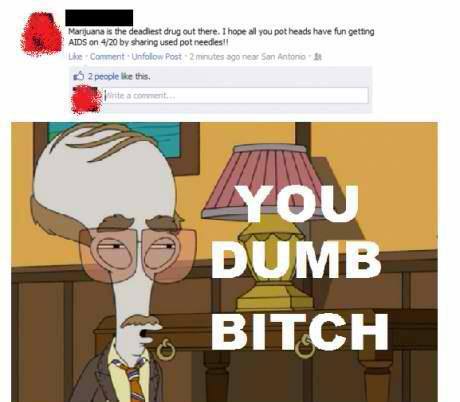 Marijuana is the deadliest drug out there. I hope all you pot heads have fun getting
AIDS on 4/20 by sharing used pot needles!!
Like · Comment · Unfollow Post · 2 minutes ago near San Antonio ·
2 people like this.
Write a comment...
YOU
DUMB
BITCH